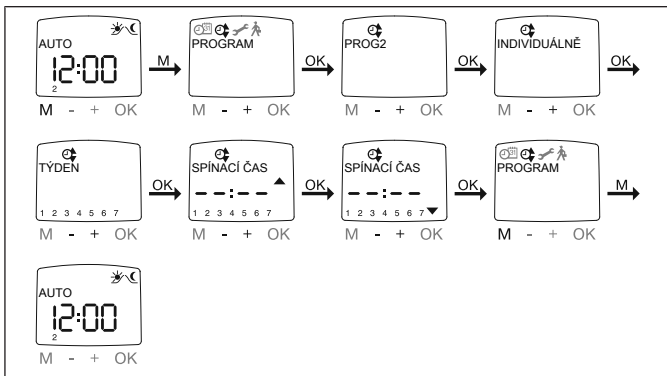 AUTO
12:00
2
M - + OK
M
PROGRAM
M - + OK
OK
PROG2
M - + OK
OK
INDIVIDUÁLNĚ
M - + OK
OK
TÝDEN
1 2 3 4 5 6 7
M - + OK
OK
SPÍNACÍ ČAS
--:--
1 2 3 4 5 6 7
M - + OK
OK
SPÍNACÍ ČAS
--:--
1 2 3 4 5 6 7
M - + OK
OK
31
PROGRAM
M - + OK
M
AUTO
12:00
2
M - + OK